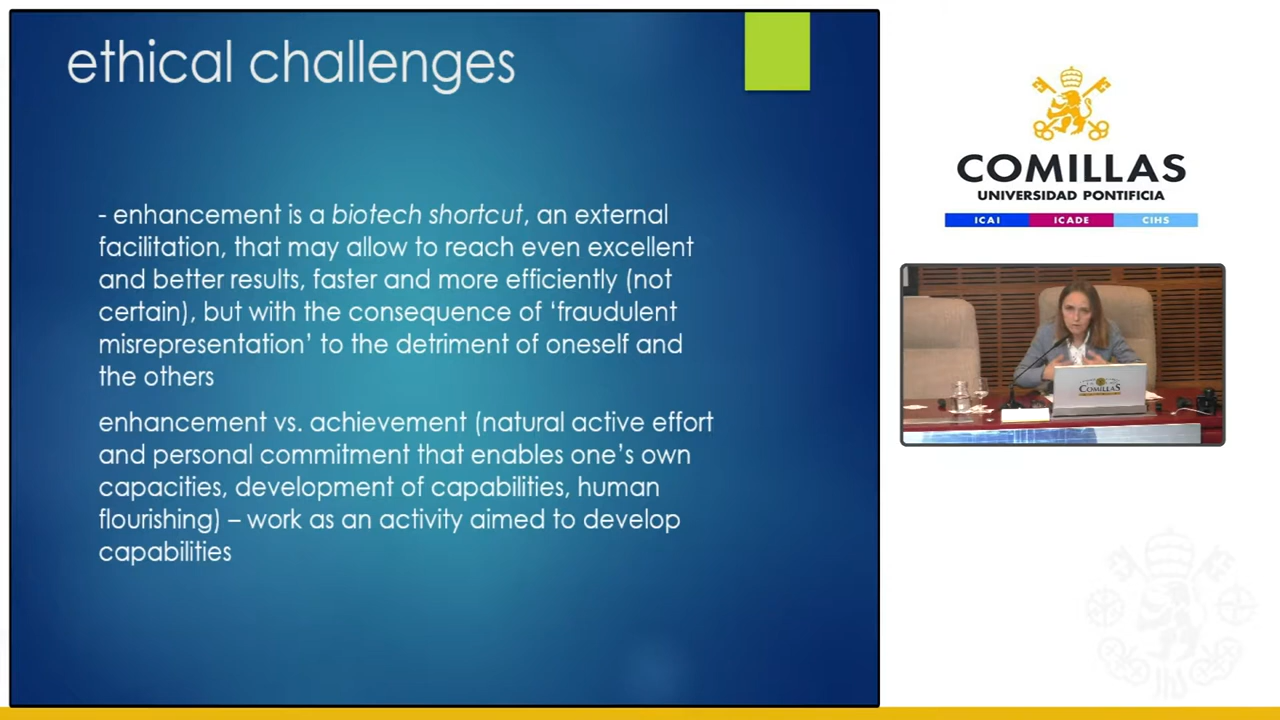 ethical challenges
- enhancement is a biotech shortcut, an external
facilitation, that may allow to reach even excellent
and better results, faster and more efficiently (not
certain), but with the consequence of ‘fraudulent
misrepresentation’ to the detriment of oneself and
the others
enhancement vs. achievement (natural active effort
and personal commitment that enables one’s own
capacities, development of capabilities, human
flourishing) – work as an activity aimed to develop
capabilities
COMILLAS
UNIVERSIDAD PONTIFICIA
ICAI ICADE CIHS
COMILLAS